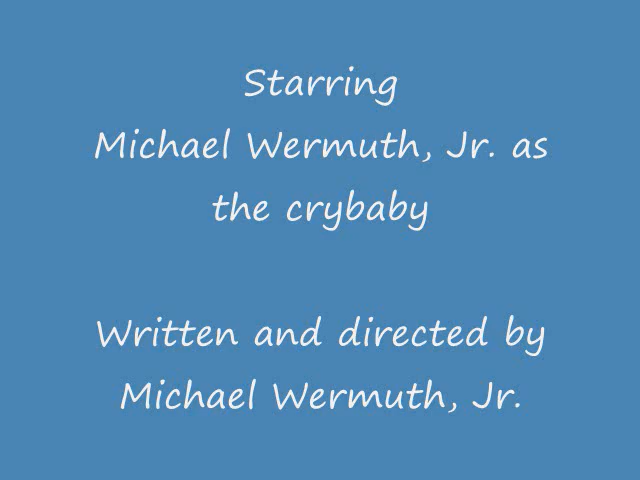 Starring
Michael Wermuth, Jr. as
the crybaby
Written and directed by
Michael Wermuth, Jr.